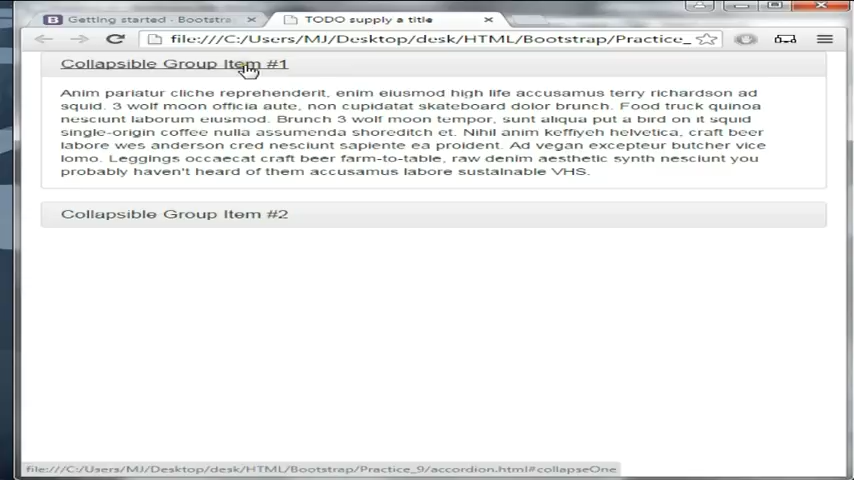 Getting started · Bootstra
TODO supply a title
file:///C:/Users/MJ/Desktop/desk/HTML/Bootstrap/Practice_
Collapsible Group Item #1
Anim pariatur cliche reprehenderit, enim eiusmod high life accusamus terry richardson ad
squid. 3 wolf moon officia aute, non cupidatat skateboard dolor brunch. Food truck quinoa
nesciunt laborum eiusmod. Brunch 3 wolf moon tempor, sunt aliqua put a bird on it squid
single-origin coffee nulla assumenda shoreditch et. Nihil anim keffiyeh helvetica, craft beer
labore wes anderson cred nesciunt sapiente ea proident. Ad vegan excepteur butcher vice
lomo. Leggings occaecat craft beer farm-to-table, raw denim aesthetic synth nesciunt you
probably haven't heard of them accusamus labore sustainable VHS.
Collapsible Group Item #2
file:///C:/Users/MJ/Desktop/desk/HTML/Bootstrap/Practice_9/accordion.html#collapseOne